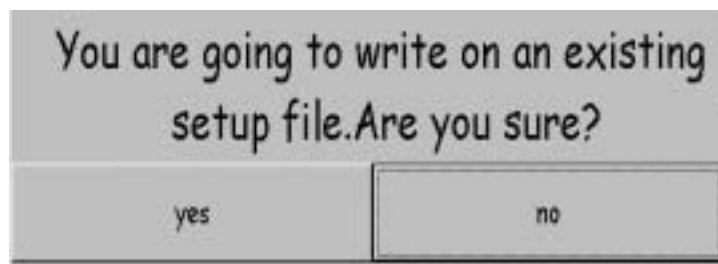 You are going to write on an existing
setup file.Are you sure?
yes
no